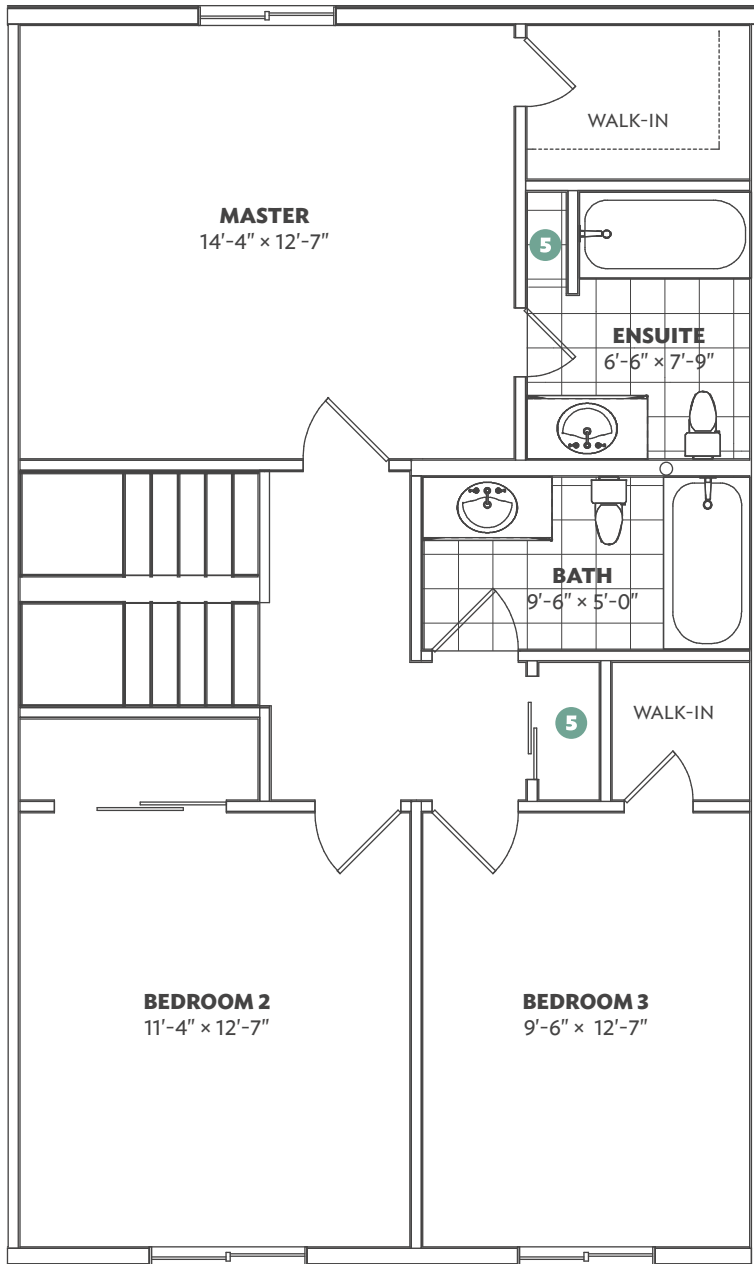 WALK-IN
MASTER
14'-4" × 12'-7"
5
ENSUITE
6'-6" × 7'-9"
BATH
9'-6" × 5'-0"
5
WALK-IN
BEDROOM 2
11'-4" × 12'-7"
BEDROOM 3
9'-6" × 12'-7"